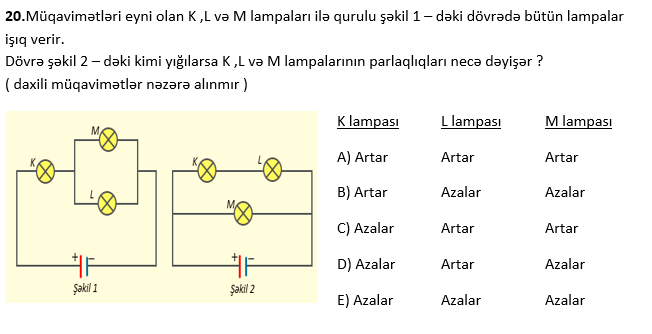 20.Müqavimətləri eyni olan K ,L və M lampaları ilə qurulu şəkil 1 – dəki dövrədə bütün lampalar
işıq verir.
Dövrə şəkil 2 – dəki kimi yığılarsa K ,L və M lampalarının parlaqlıqları necə dəyişər ?
( daxili müqavimətlər nəzərə alınmır )
K lampası L lampası M lampası
A) Artar Artar Artar
B) Artar Azalar Azalar
C) Azalar Artar Artar
D) Azalar Artar Azalar
E) Azalar Azalar Azalar
M
K
L
+
Şəkil 1
K L
M
+
Şəkil 2